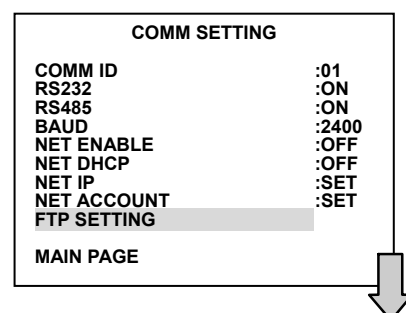 COMM SETTING
COMM ID :01
RS232 :ON
RS485 :ON
BAUD :2400
NET ENABLE :OFF
NET DHCP :OFF
NET IP :SET
NET ACCOUNT :SET
FTP SETTING
MAIN PAGE